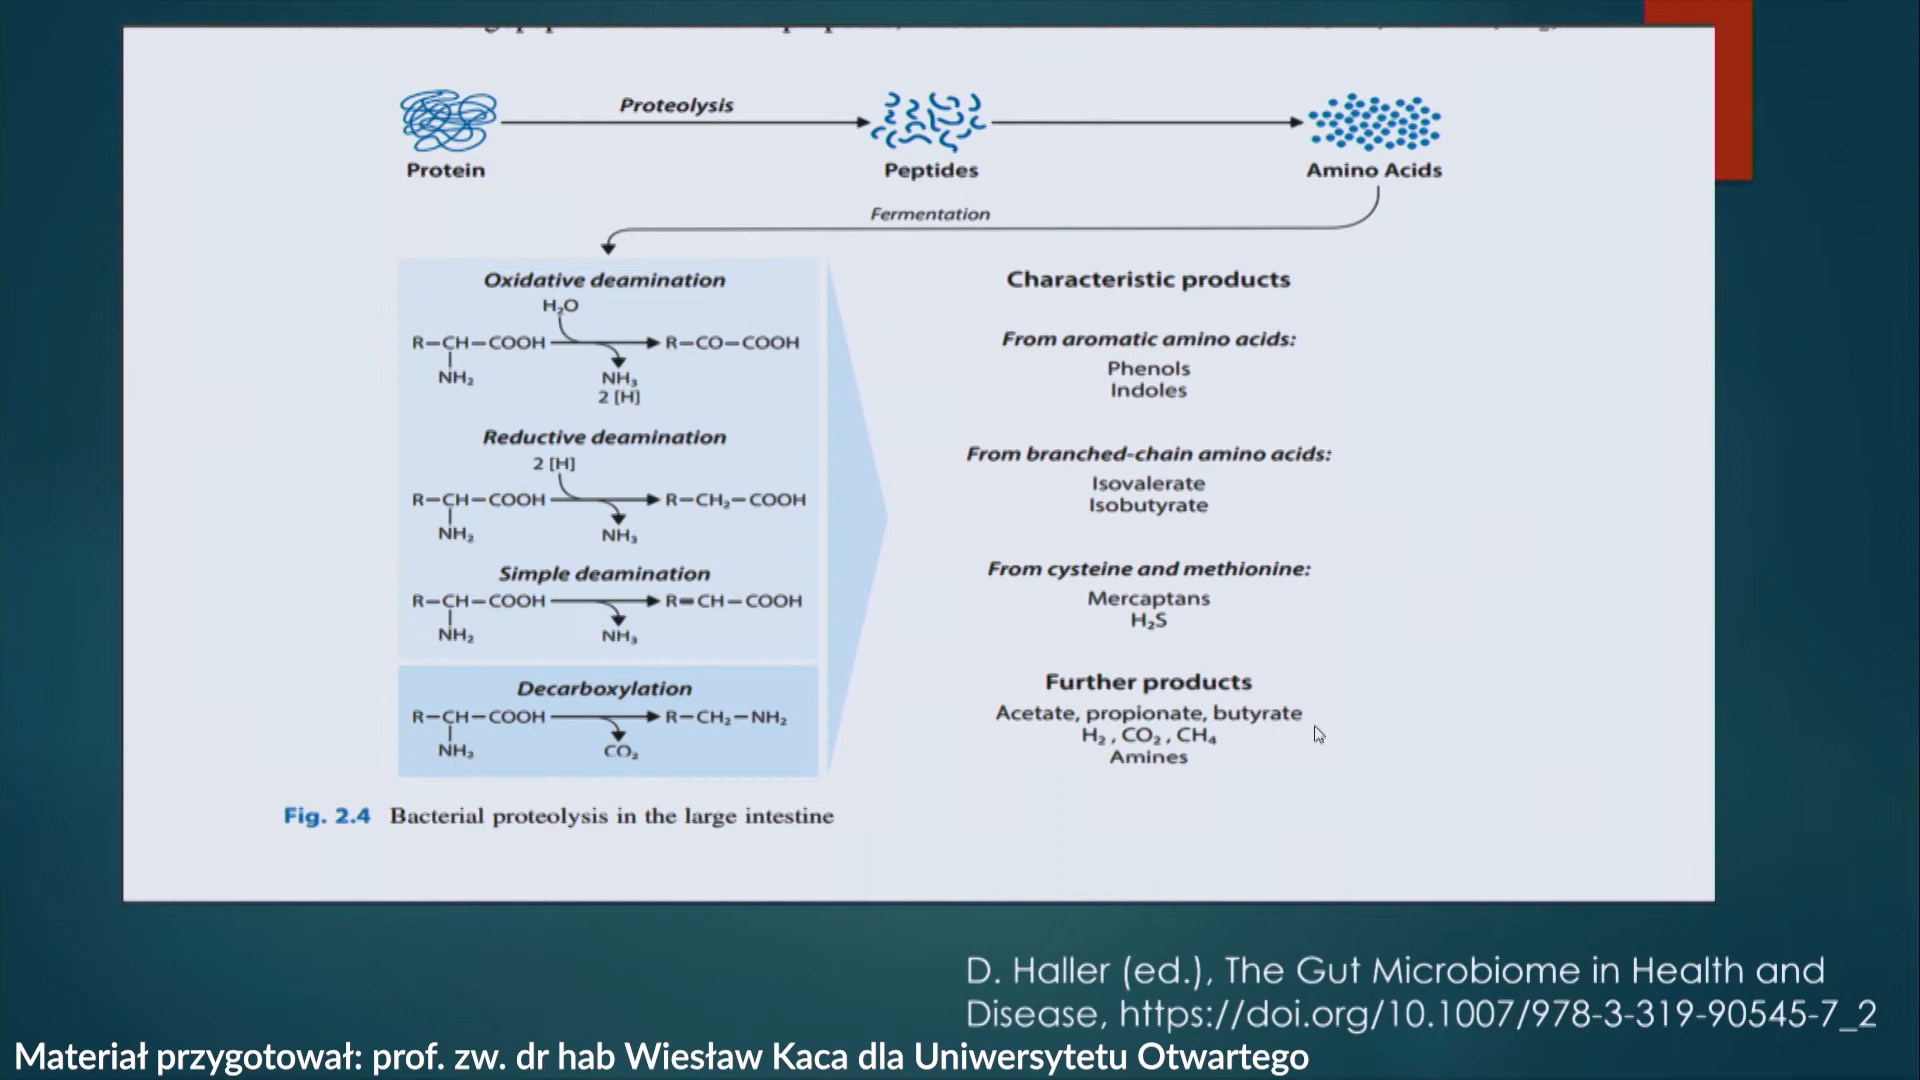 Proteolysis
Protein
Peptides
Amino Acids
Fermentation
Oxidative deamination
H₂O
R−CH−COOH
R−CO−COOH
NH₂
NH₃
2 [H]
Reductive deamination
2 [H]
R−CH−COOH
R−CH₂−COOH
NH₂
NH₃
Simple deamination
R−CH−COOH
R=CH−COOH
NH₂
NH₃
Decarboxylation
R−CH−COOH
R−CH₂−NH₂
NH₂
CO₂
Characteristic products
From aromatic amino acids:
Phenols
Indoles
From branched-chain amino acids:
Isovalerate
Isobutyrate
From cysteine and methionine:
Mercaptans
H₂S
Further products
Acetate, propionate, butyrate
H₂, CO₂, CH₄
Amines
Fig. 2.4 Bacterial proteolysis in the large intestine
D. Haller (ed.), The Gut Microbiome in Health and
Disease, https://doi.org/10.1007/978-3-319-90545-7_2
Materiał przygotował: prof. zw. dr hab Wiesław Kaca dla Uniwersytetu Otwartego